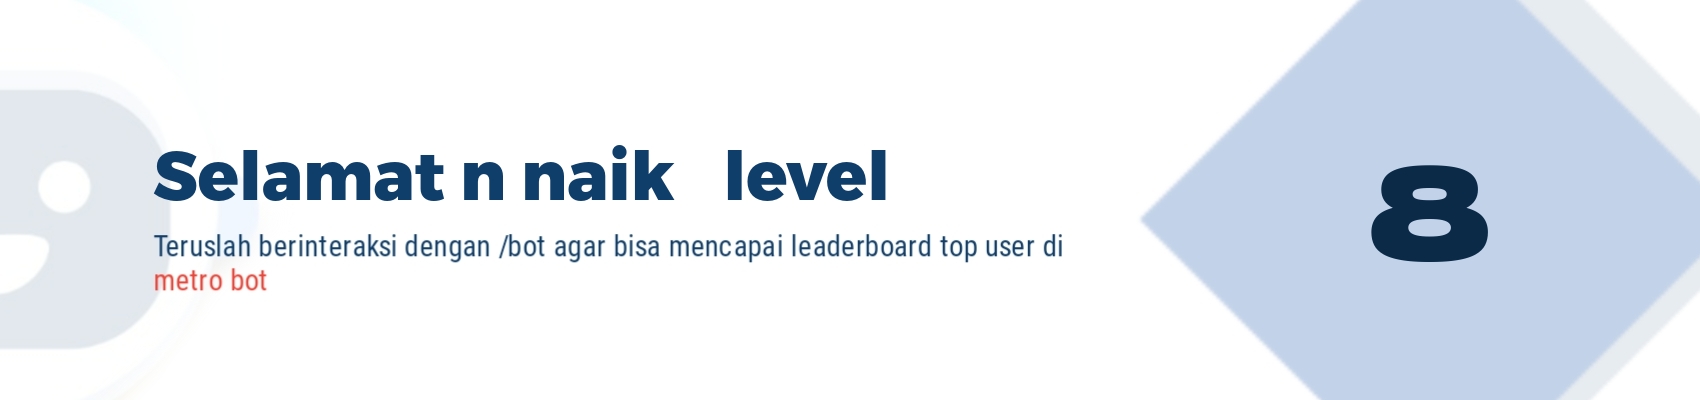 Selamat n naik level
Teruslah berinteraksi dengan /bot agar bisa mencapai leaderboard top user di
metro bot
8